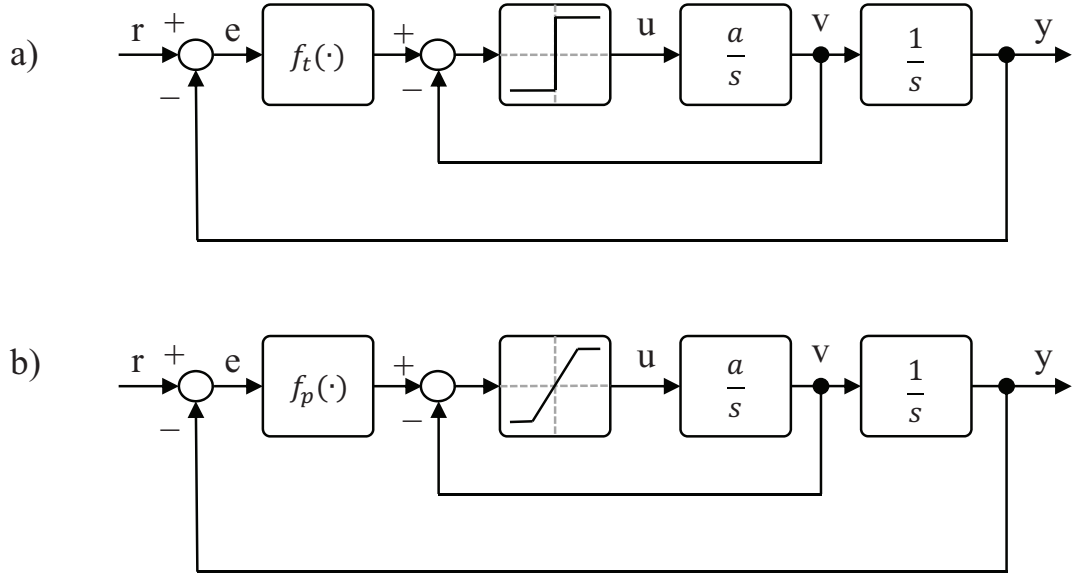 a)
r + − e f_t(·) + − u a/s v 1/s y
b)
r + − e f_p(·) + − u a/s v 1/s y